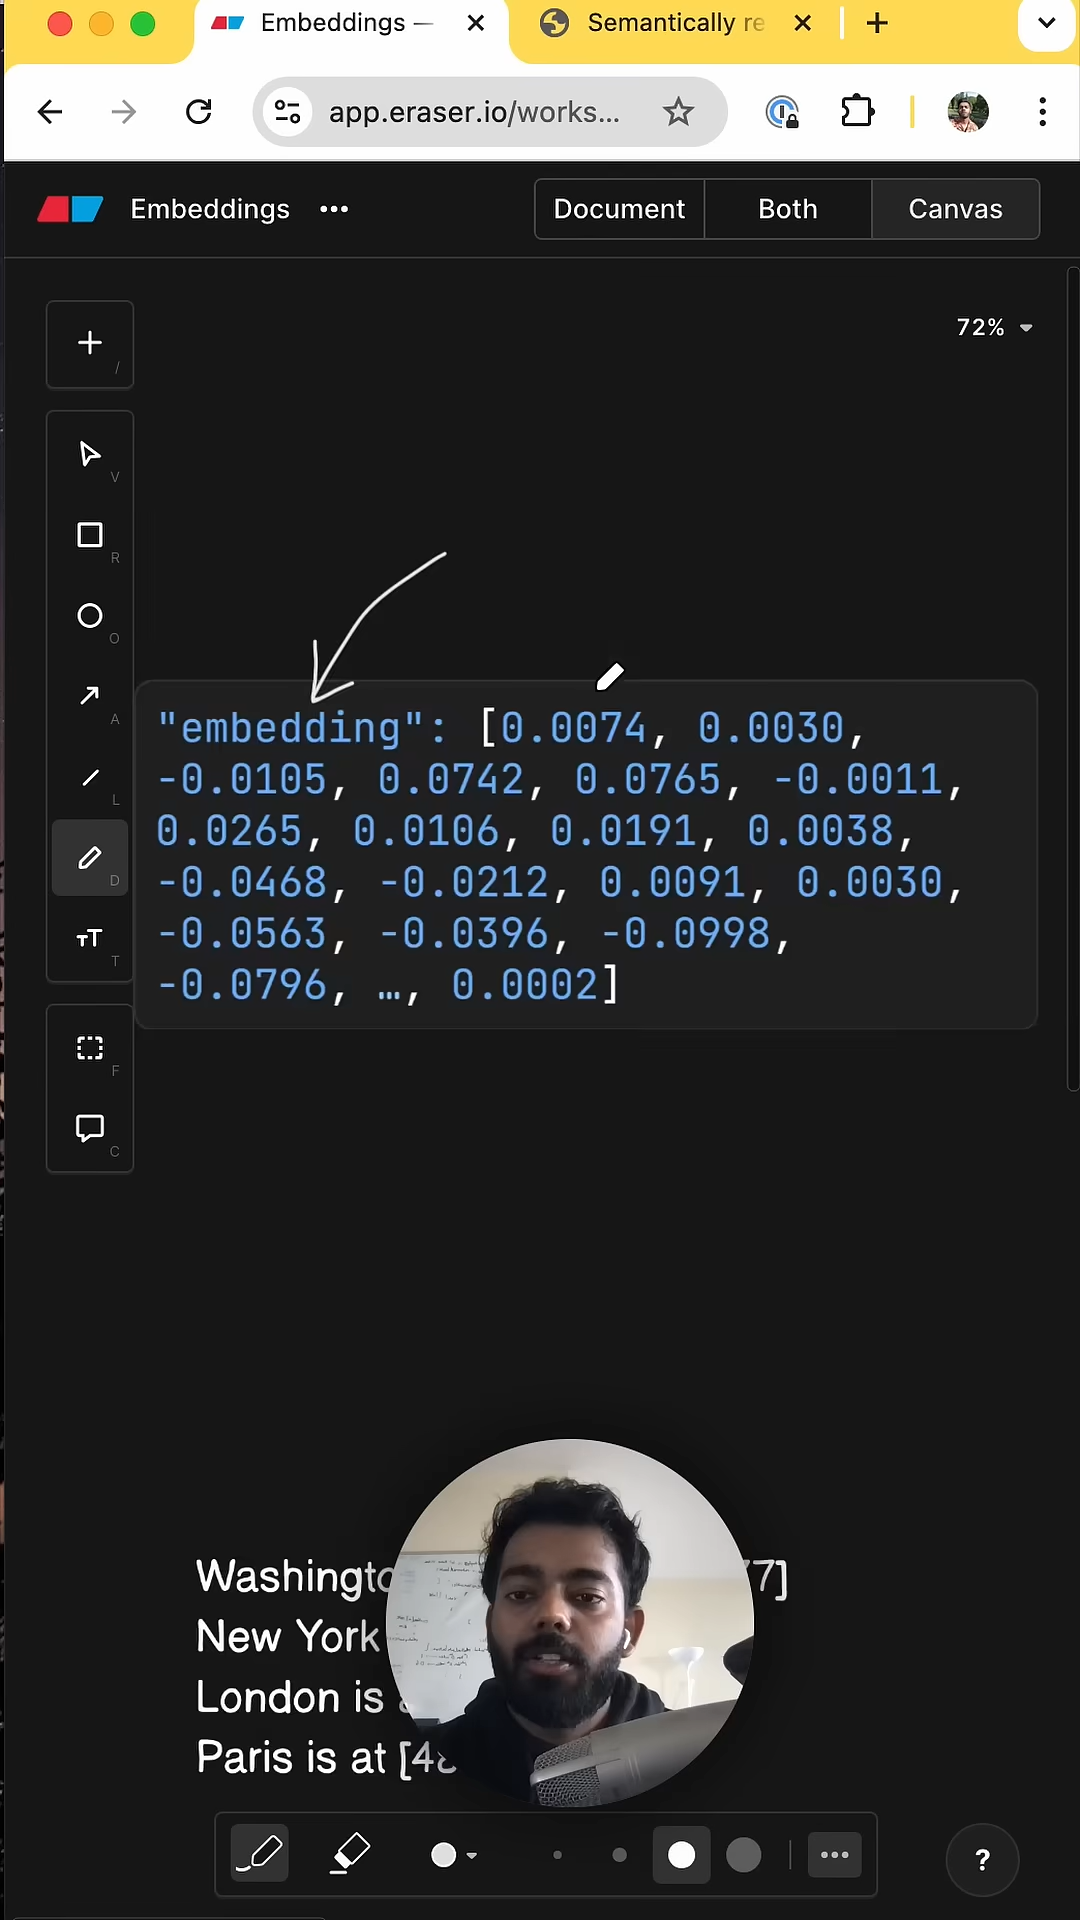 Embeddings —
Semantically re
app.eraser.io/works...
Embeddings
Document
Both
Canvas
72%
/
V
R
O
A
L
D
T
F
C
"embedding": [0.0074, 0.0030,
-0.0105, 0.0742, 0.0765, -0.0011,
0.0265, 0.0106, 0.0191, 0.0038,
-0.0468, -0.0212, 0.0091, 0.0030,
-0.0563, -0.0396, -0.0998,
-0.0796, …, 0.0002]
Washingto 77]
New York
London is
Paris is at [48
?